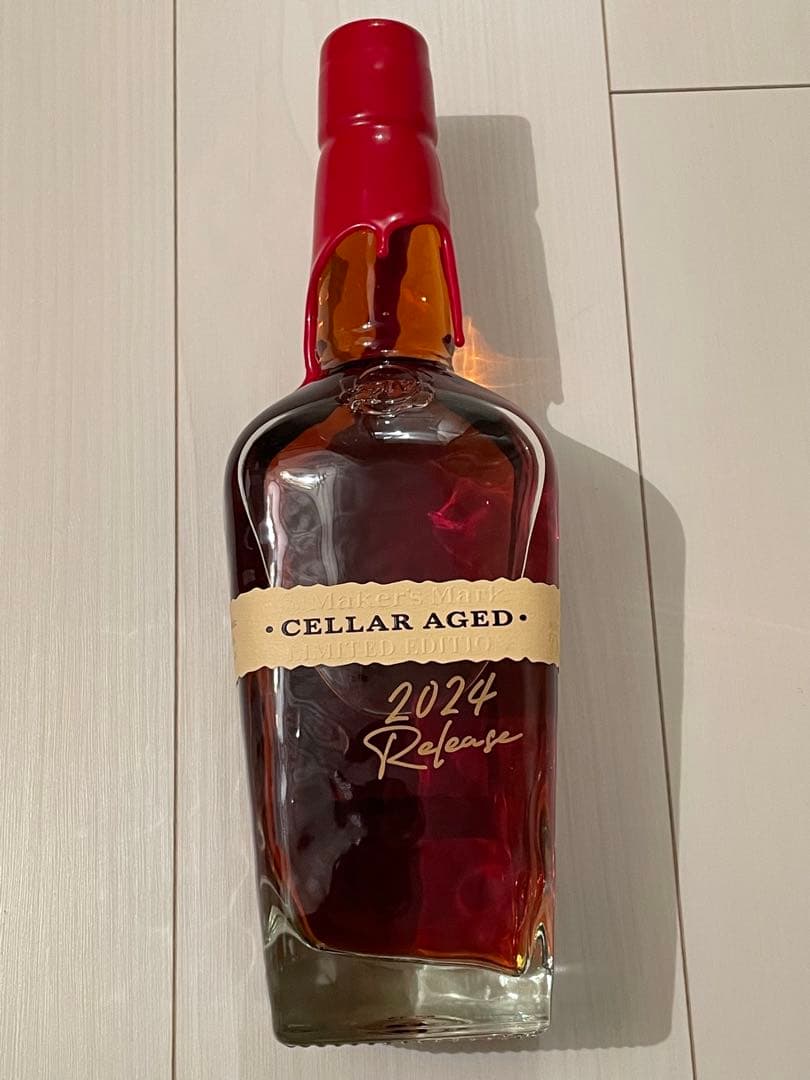 Maker's Mark
• CELLAR AGED •
LIMITED EDITION
2024
Release